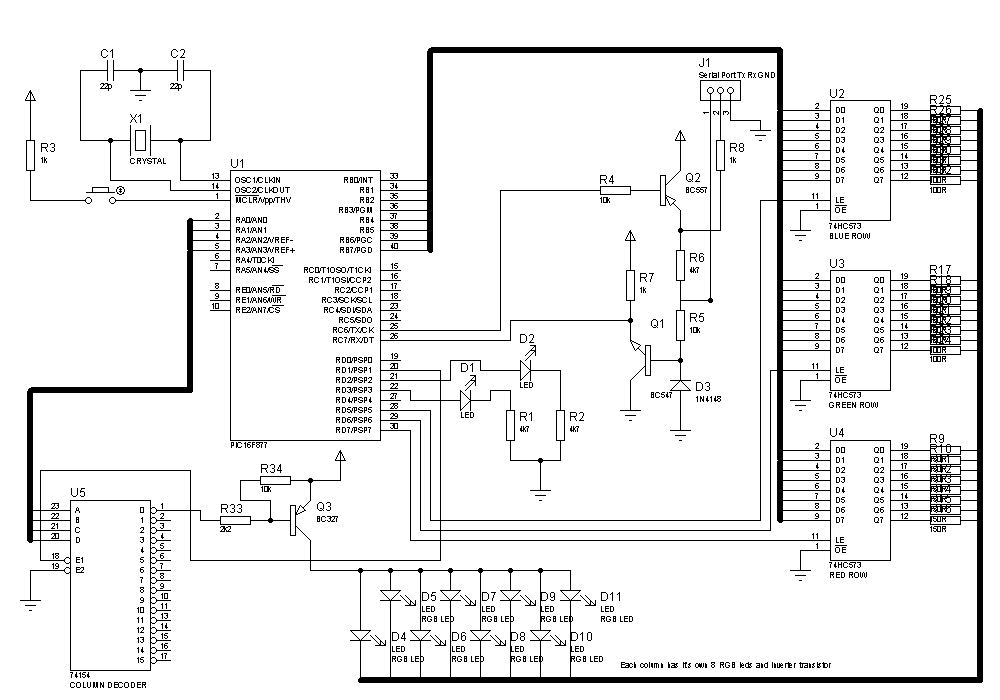 C1
C2
22p
22p
X1
CRYSTAL
R3
1k
U1
13
OSC1/CLKIN
14
OSC2/CLKOUT
1
MCLR/Vpp/THV
2
RA0/AN0
3
RA1/AN1
4
RA2/AN2/VREF-
5
RA3/AN3/VREF+
6
RA4/T0CKI
7
RA5/AN4/SS
8
RE0/AN5/RD
9
RE1/AN6/WR
10
RE2/AN7/CS
RB0/INT
33
RB1
34
RB2
35
RB3/PGM
36
RB4
37
RB5
38
RB6/PGC
39
RB7/PGD
40
RC0/T1OSO/T1CKI
15
RC1/T1OSI/CCP2
16
RC2/CCP1
17
RC3/SCK/SCL
18
RC4/SDI/SDA
23
RC5/SDO
24
RC6/TX/CK
25
RC7/RX/DT
26
RD0/PSP0
19
RD1/PSP1
20
RD2/PSP2
21
RD3/PSP3
22
RD4/PSP4
27
RD5/PSP5
28
RD6/PSP6
29
RD7/PSP7
30
PIC16F877
D1
LED
D2
LED
R1
4k7
R2
4k7
R4
10k
Q2
BC557
J1
Serial Port Tx Rx GND
1
2
3
R8
1k
R6
4k7
R7
1k
R5
10k
Q1
BC547
D3
1N4148
U2
2 D0 Q0 19
3 D1 Q1 18
4 D2 Q2 17
5 D3 Q3 16
6 D4 Q4 15
7 D5 Q5 14
8 D6 Q6 13
9 D7 Q7 12
11 LE
1 OE
74HC573
BLUE ROW
R25
R26
100R
U3
2 D0 Q0 19
3 D1 Q1 18
4 D2 Q2 17
5 D3 Q3 16
6 D4 Q4 15
7 D5 Q5 14
8 D6 Q6 13
9 D7 Q7 12
11 LE
1 OE
74HC573
GREEN ROW
R17
R18
100R
U4
2 D0 Q0 19
3 D1 Q1 18
4 D2 Q2 17
5 D3 Q3 16
6 D4 Q4 15
7 D5 Q5 14
8 D6 Q6 13
9 D7 Q7 12
11 LE
1 OE
74HC573
RED ROW
R9
R10
150R
150R
R34
10k
R33
2k2
Q3
BC327
U5
23 A
22 B
21 C
20 D
18 E1
19 E2
0 1
1 2
2 3
3 4
4 5
5 6
6 7
7 8
8 9
9 10
10 11
11 13
12 14
13 15
14 16
15 17
74154
COLUMN DECODER
D5
LED
RGB LED
D7
LED
RGB LED
D9
LED
RGB LED
D11
LED
RGB LED
D4
LED
RGB LED
D6
LED
RGB LED
D8
LED
RGB LED
D10
LED
RGB LED
Each column has its own 8 RGB leds and inverter transistor